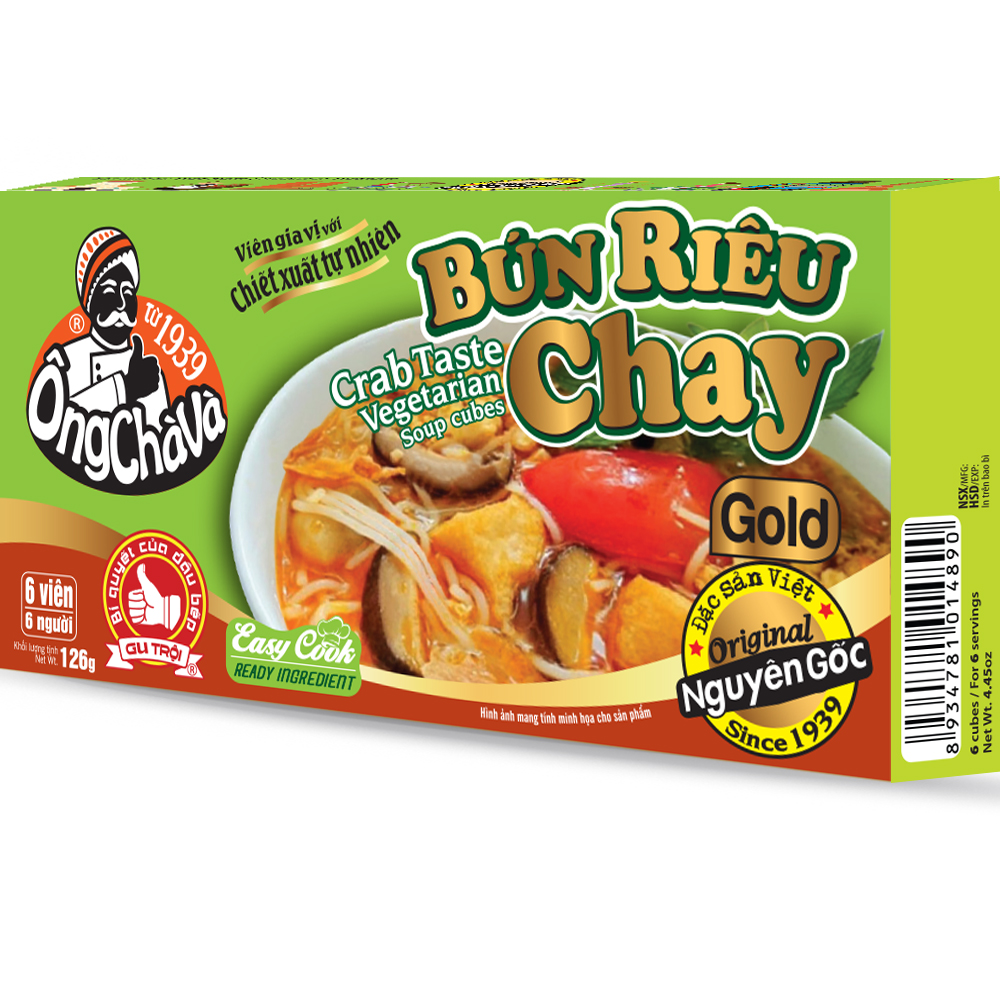 Viên gia vị với
Chiết xuất tự nhiên
BÚN RIÊU
Chay
Crab Taste
Vegetarian
Soup cubes
®
từ 1939
ÔngChàVà
Gold
Đặc Sản Việt
Original
Nguyên Gốc
Since 1939
6 viên
6 người
Khối lượng tịnh
Net Wt. 126g
Bí quyết của đầu bếp
CU TRÔI
®
Easy Cook
READY INGREDIENT
Hình ảnh mang tính minh họa cho sản phẩm
NSX/MFG:
HSD/EXP:
In trên bao bì
8 934781 014890
6 cubes / For 6 servings
Net Wt. 4.45oz